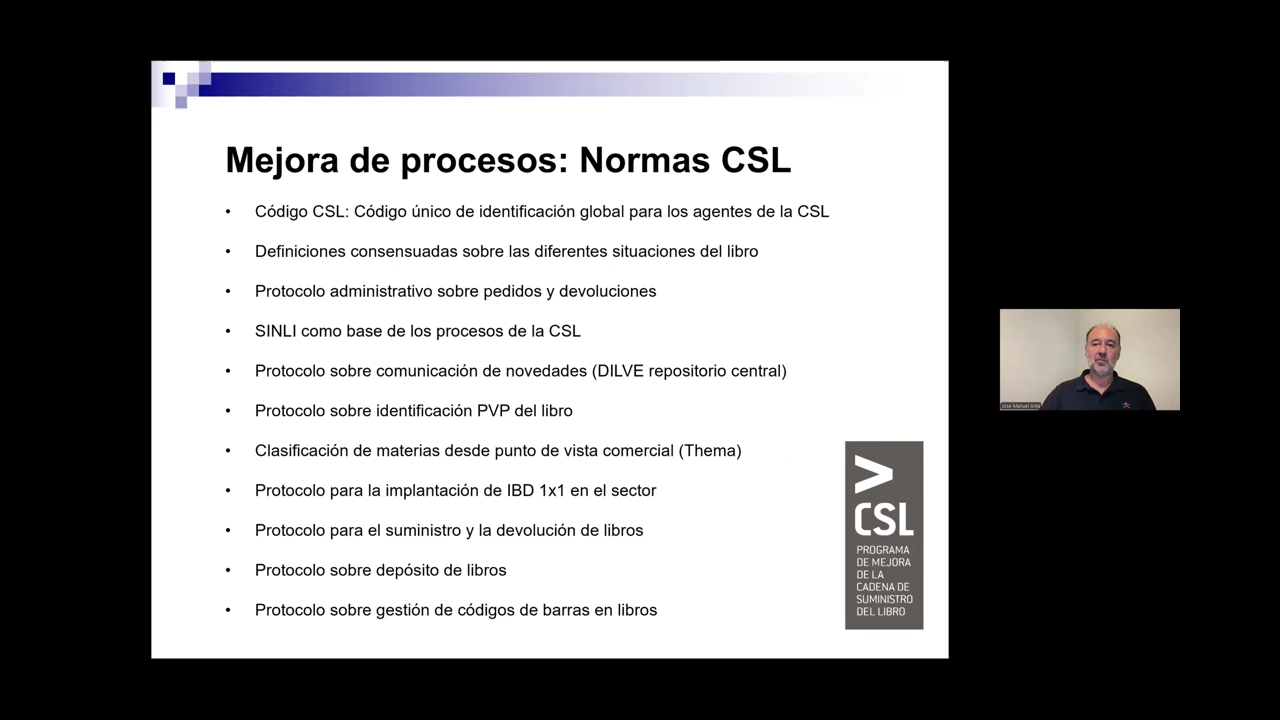 Mejora de procesos: Normas CSL
• Código CSL: Código único de identificación global para los agentes de la CSL
• Definiciones consensuadas sobre las diferentes situaciones del libro
• Protocolo administrativo sobre pedidos y devoluciones
• SINLI como base de los procesos de la CSL
• Protocolo sobre comunicación de novedades (DILVE repositorio central)
• Protocolo sobre identificación PVP del libro
• Clasificación de materias desde punto de vista comercial (Thema)
• Protocolo para la implantación de IBD 1x1 en el sector
• Protocolo para el suministro y la devolución de libros
• Protocolo sobre depósito de libros
• Protocolo sobre gestión de códigos de barras en libros
CSL
PROGRAMA
DE MEJORA
DE LA
CADENA DE
SUMINISTRO
DEL LIBRO
José Manuel Anta